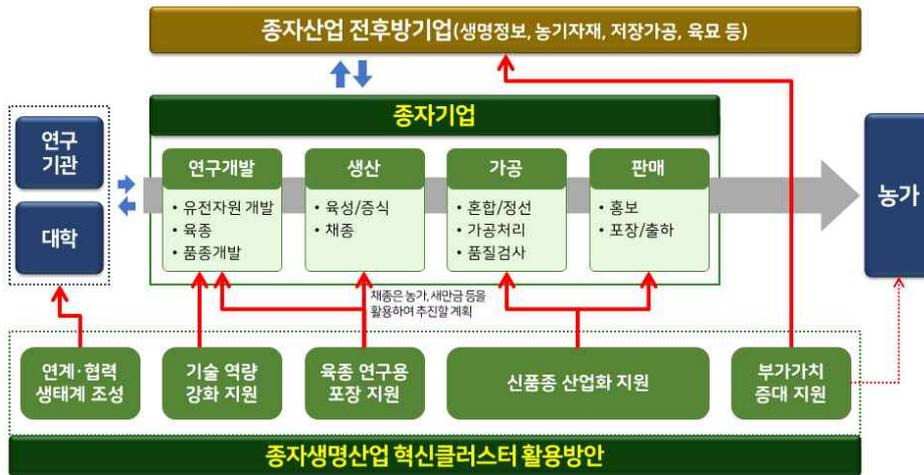 종자산업 전후방기업(생명정보, 농기자재, 저장가공, 육묘 등)
종자기업
연구
기관
대학
연구개발
• 유전자원 개발
• 육종
• 품종개발
생산
• 육성/증식
• 채종
가공
• 혼합/정선
• 가공처리
• 품질검사
판매
• 홍보
• 포장/출하
농가
채종은 농가, 새만금 등을
활용하여 추진할 계획
연계·협력
생태계 조성
기술 역량
강화 지원
육종 연구용
포장 지원
신품종 산업화 지원
부가가치
증대 지원
종자생명산업 혁신클러스터 활용방안